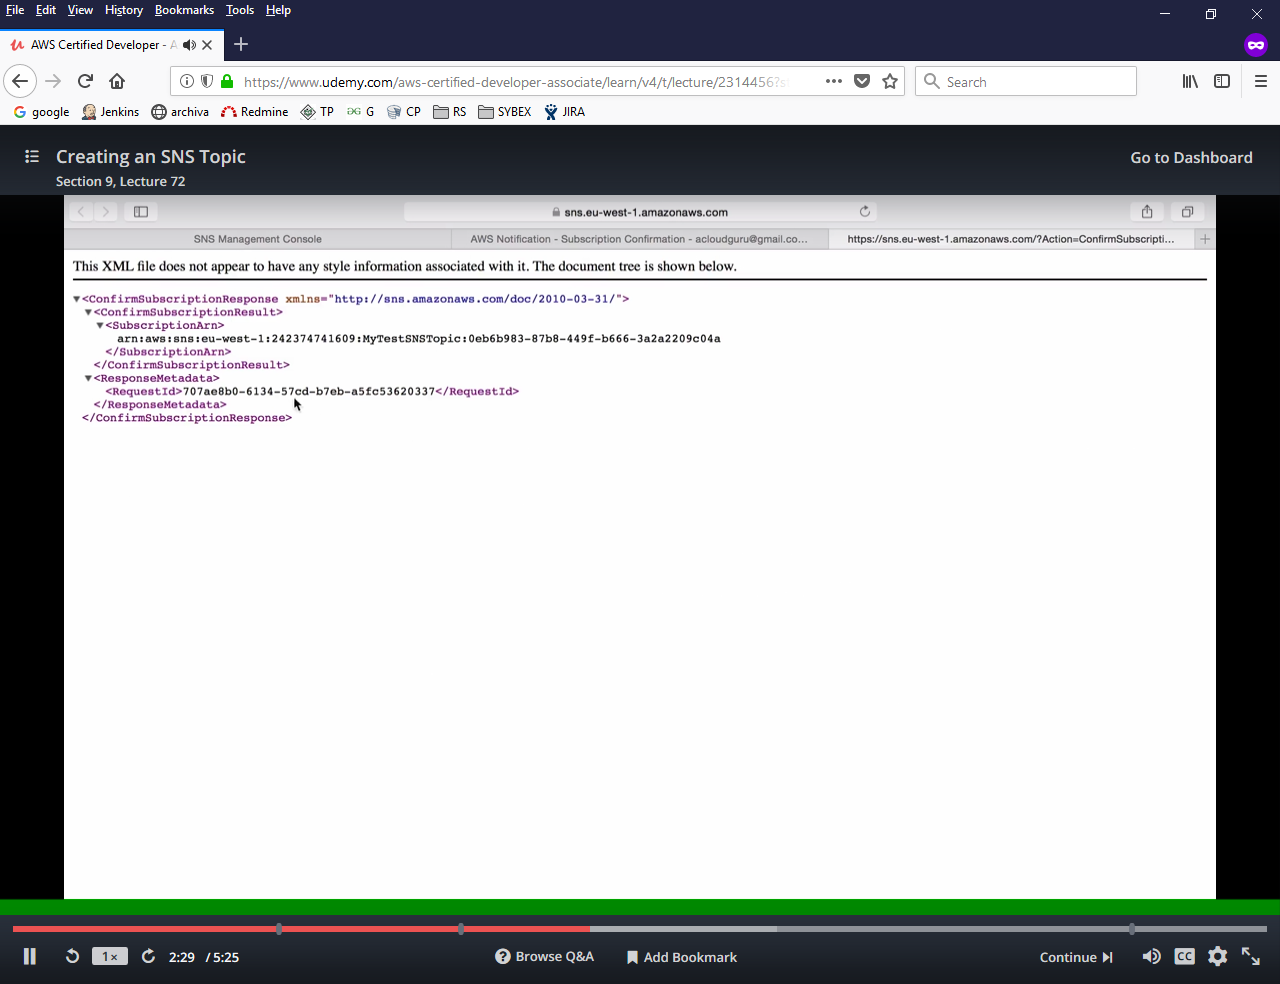 File Edit View History Bookmarks Tools Help
AWS Certified Developer - A
https://www.udemy.com/aws-certified-developer-associate/learn/v4/t/lecture/2314456?s
Search
google Jenkins archiva Redmine TP G CP RS SYBEX JIRA
Creating an SNS Topic
Section 9, Lecture 72
Go to Dashboard
sns.eu-west-1.amazonaws.com
SNS Management Console
AWS Notification - Subscription Confirmation - acloudguru@gmail.co...
https://sns.eu-west-1.amazonaws.com/?Action=ConfirmSubscripti...
This XML file does not appear to have any style information associated with it. The document tree is shown below.
<ConfirmSubscriptionResponse xmlns="http://sns.amazonaws.com/doc/2010-03-31/">
<ConfirmSubscriptionResult>
<SubscriptionArn>
arn:aws:sns:eu-west-1:242374741609:MyTestSNSTopic:0eb6b983-87b8-449f-b666-3a2a2209c04a
</SubscriptionArn>
</ConfirmSubscriptionResult>
<ResponseMetadata>
<RequestId>707ae8b0-6134-57cd-b7eb-a5fc53620337</RequestId>
</ResponseMetadata>
</ConfirmSubscriptionResponse>
1x 2:29 / 5:25
Browse Q&A
Add Bookmark
Continue
CC